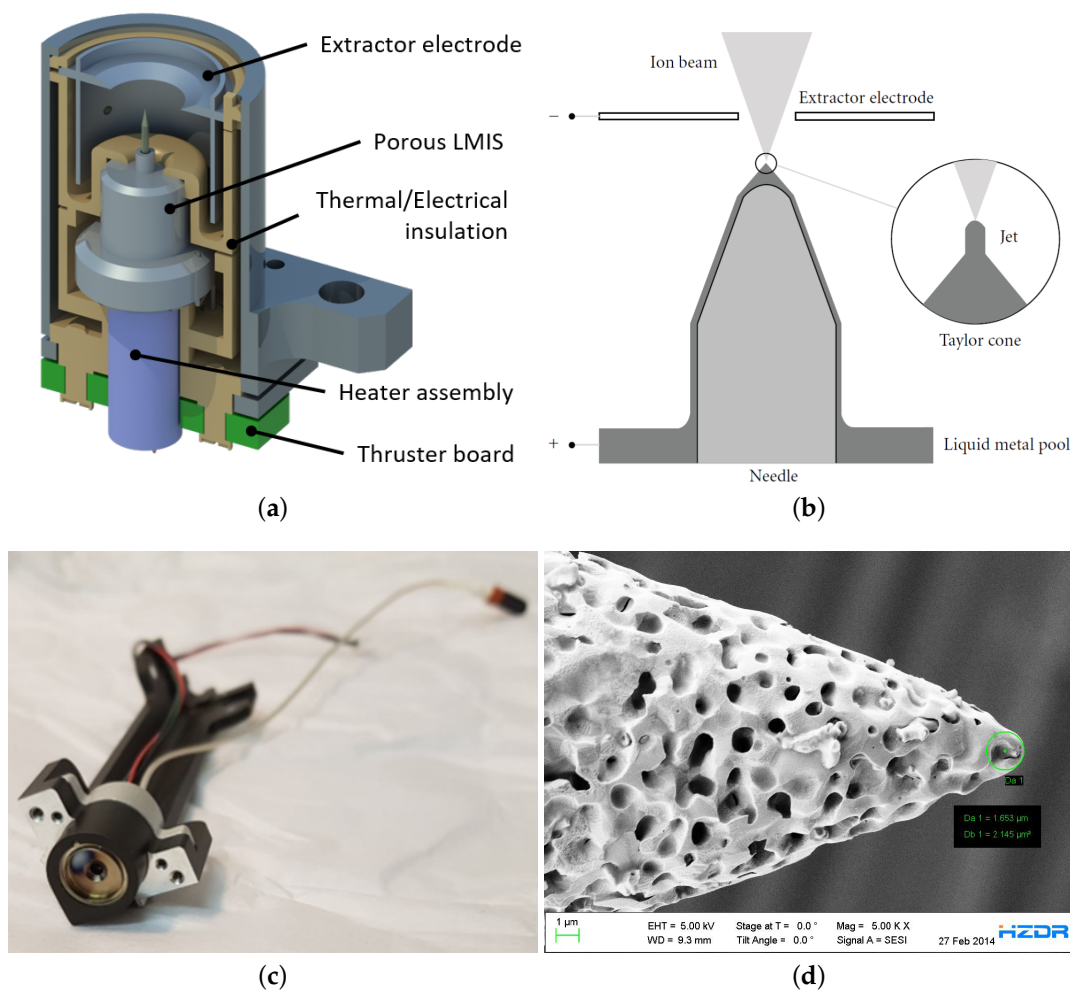 Extractor electrode
Porous LMIS
Thermal/Electrical
insulation
Heater assembly
Thruster board
(a)
Ion beam
Extractor electrode
−
Jet
Taylor cone
+
Liquid metal pool
Needle
(b)
(c)
Da 1
Da 1 = 1.653 µm
Db 1 = 2.145 µm²
1 µm
EHT = 5.00 kV
Stage at T = 0.0 °
Mag = 5.00 K X
WD = 9.3 mm
Tilt Angle = 0.0 °
Signal A = SESI
27 Feb 2014
HZDR
(d)